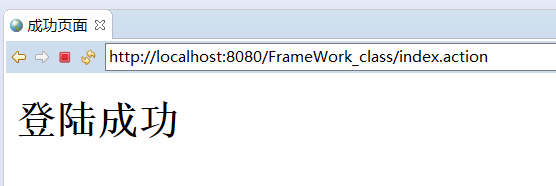 成功页面
http://localhost:8080/FrameWork_class/index.action
登陆成功